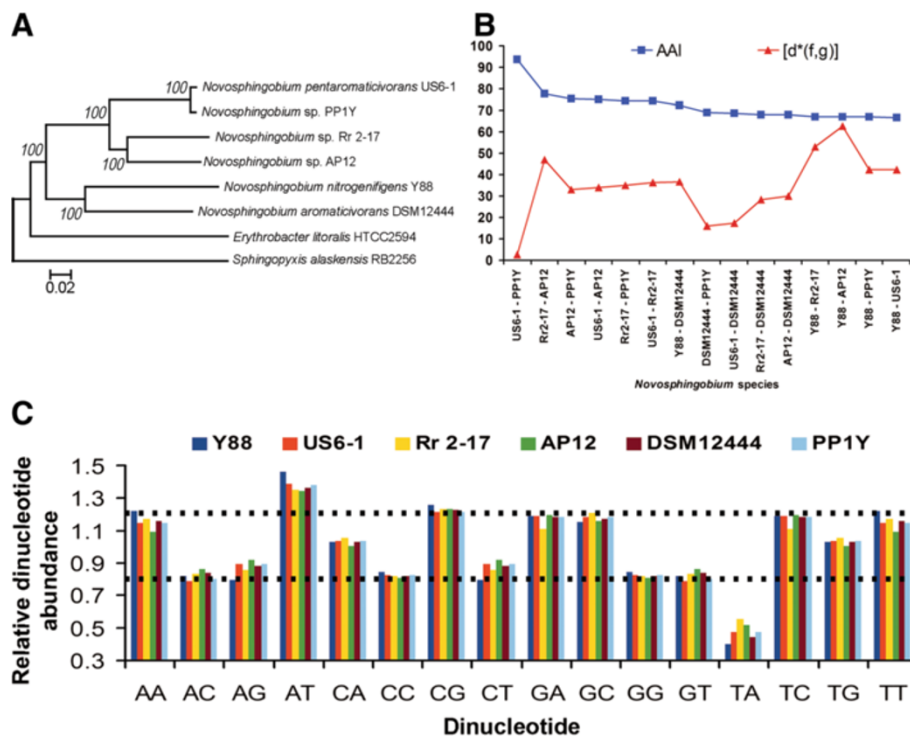 A
100
100
100
100
100
Novosphingobium pentaromaticivorans US6-1
Novosphingobium sp. PP1Y
Novosphingobium sp. Rr 2-17
Novosphingobium sp. AP12
Novosphingobium nitrogenifigens Y88
Novosphingobium aromaticivorans DSM12444
Erythrobacter litoralis HTCC2594
Sphingopyxis alaskensis RB2256
0.02
B
AAI [d*(f,g)]
100
90
80
70
60
50
40
30
20
10
0
US6-1 - PP1Y
Rr2-17 - AP12
AP12 - PP1Y
US6-1 - AP12
Rr2-17 - PP1Y
US6-1 - Rr2-17
Y88 - DSM12444
DSM12444 - PP1Y
US6-1 - DSM12444
Rr2-17 - DSM12444
AP12 - DSM12444
Y88 - Rr2-17
Y88 - AP12
Y88 - PP1Y
Y88 - US6-1
Novosphingobium species
C
Y88 US6-1 Rr 2-17 AP12 DSM12444 PP1Y
Relative dinucleotide
abundance
1.5
1.3
1.1
0.9
0.7
0.5
0.3
AA AC AG AT CA CC CG CT GA GC GG GT TA TC TG TT
Dinucleotide